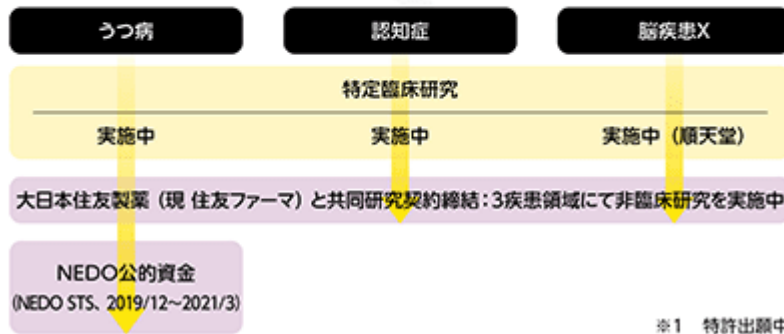 うつ病
認知症
脳疾患X
特定臨床研究
実施中
実施中
実施中（順天堂）
大日本住友製薬（現 住友ファーマ）と共同研究契約締結：3疾患領域にて非臨床研究を実施中
NEDO公的資金
(NEDO STS、2019/12～2021/3)
※1 特許出願中